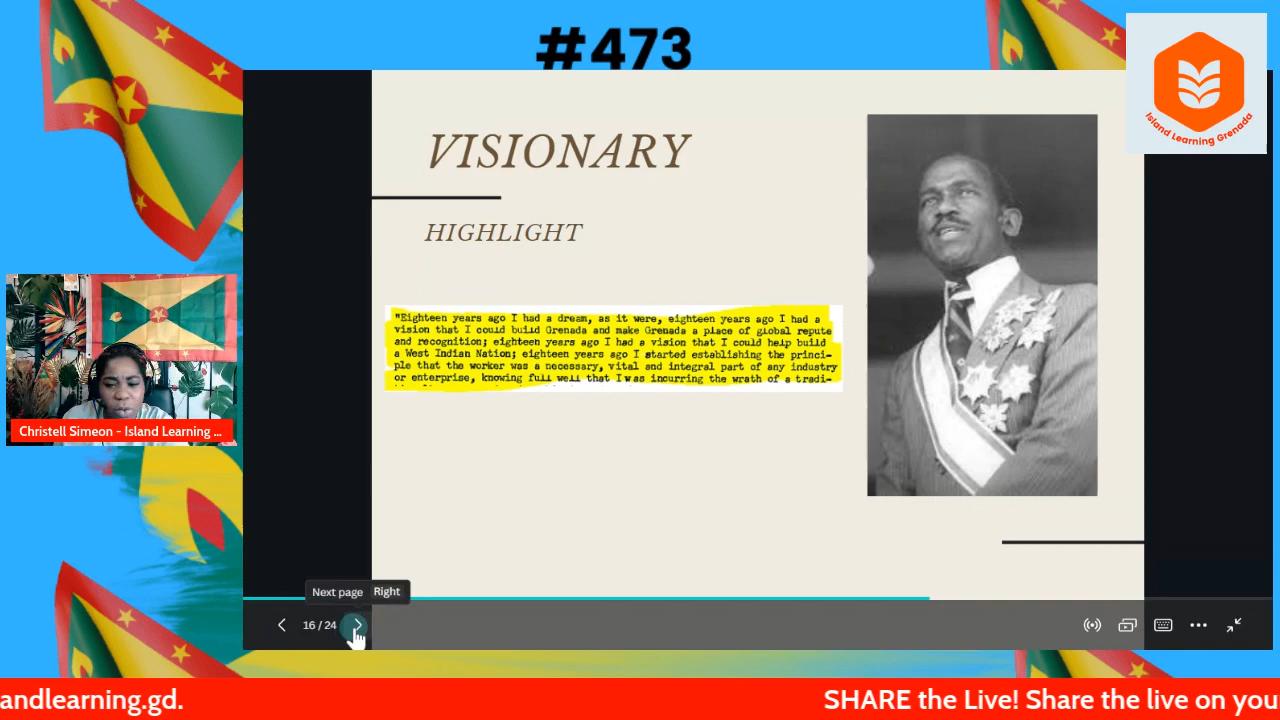 #473
Island Learning Grenada
VISIONARY
HIGHLIGHT
"Eighteen years ago I had a dream, as it were, eighteen years ago I had a
vision that I could build Grenada and make Grenada a place of global repute
and recognition; eighteen years ago I had a vision that I could help build
a West Indian Nation; eighteen years ago I started establishing the princi-
ple that the worker was a necessary, vital and integral part of any industry
or enterprise, knowing full well that I was incurring the wrath of a tradi-
Christell Simeon - Island Learning ...
Next page Right
16 / 24
andlearning.gd.
SHARE the Live! Share the live on you